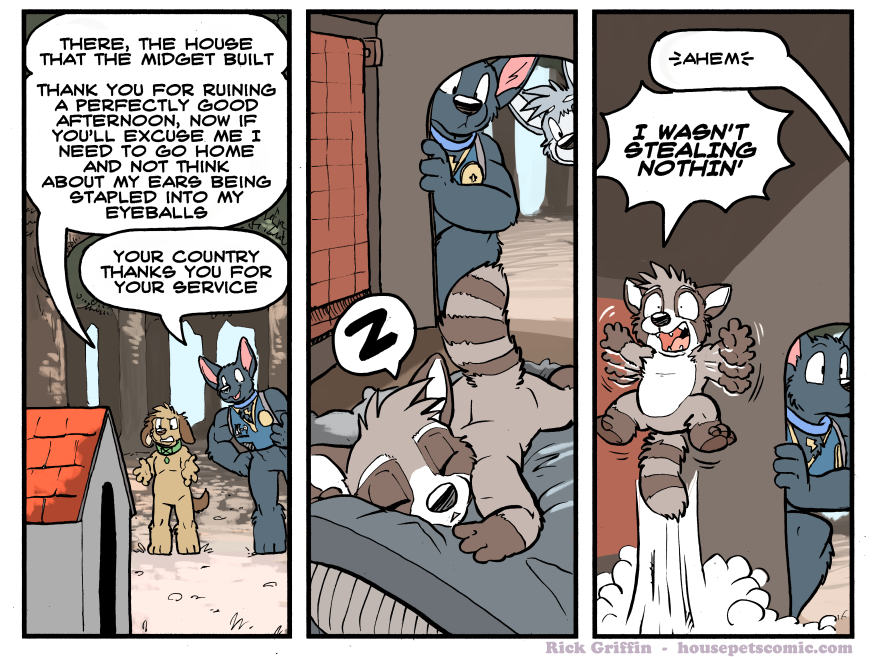 THERE, THE HOUSE
THAT THE MIDGET BUILT
THANK YOU FOR RUINING
A PERFECTLY GOOD
AFTERNOON, NOW IF
YOU'LL EXCUSE ME I
NEED TO GO HOME
AND NOT THINK
ABOUT MY EARS BEING
STAPLED INTO MY
EYEBALLS
YOUR COUNTRY
THANKS YOU FOR
YOUR SERVICE
Z
AHEM
I WASN'T
STEALING
NOTHIN'
Rick Griffin - housepetscomic.com